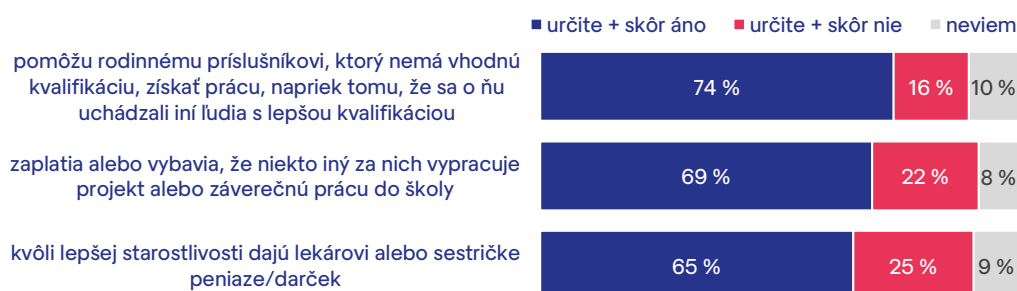 určite + skôr áno určite + skôr nie neviem
pomôžu rodinnému príslušníkovi, ktorý nemá vhodnú
kvalifikáciu, získať prácu, napriek tomu, že sa o ňu
uchádzali iní ľudia s lepšou kvalifikáciou
74 % 16 % 10 %
zaplatia alebo vybavia, že niekto iný za nich vypracuje
projekt alebo záverečnú prácu do školy
69 % 22 % 8 %
kvôli lepšej starostlivosti dajú lekárovi alebo sestričke
peniaze/darček
65 % 25 % 9 %